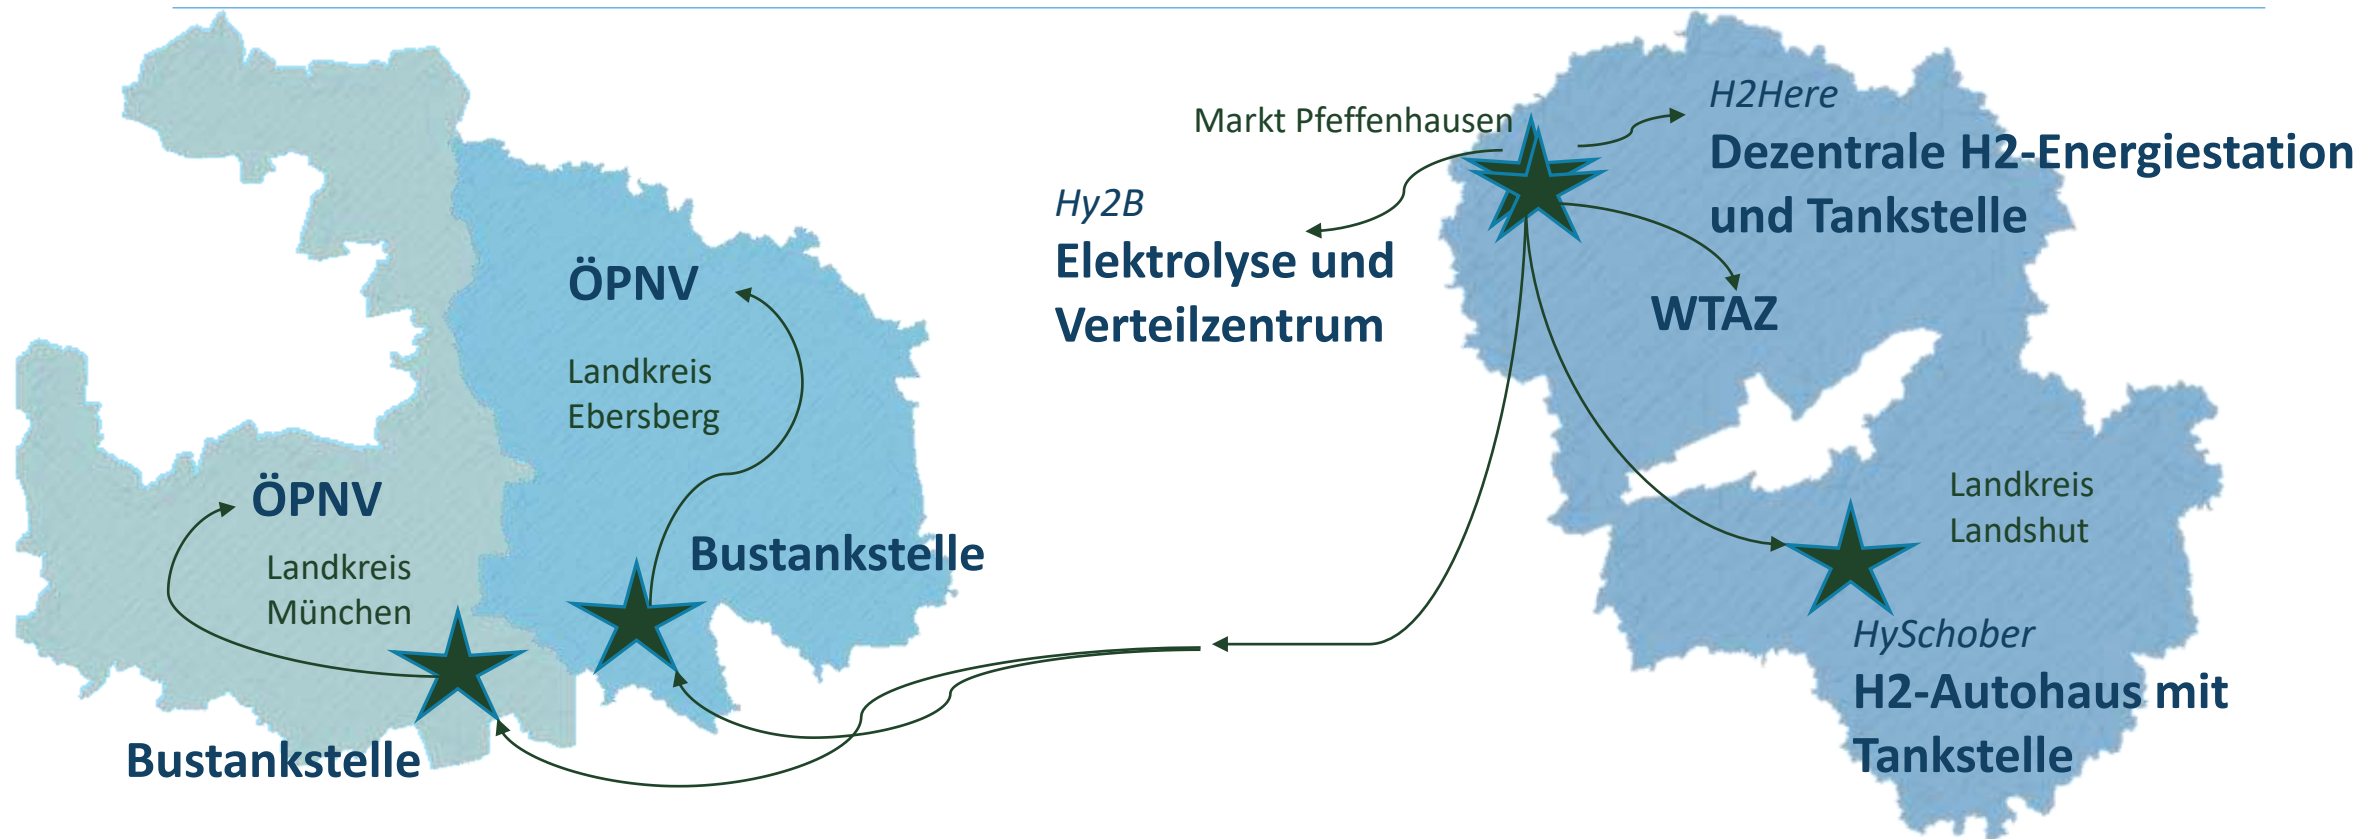 ÖPNV
Landkreis
Ebersberg
ÖPNV
Landkreis
München
Bustankstelle
Bustankstelle
Markt Pfeffenhausen
Hy2B
Elektrolyse und
Verteilzentrum
H2Here
Dezentrale H2-Energiestation
und Tankstelle
WTAZ
Landkreis
Landshut
HySchober
H2-Autohaus mit
Tankstelle